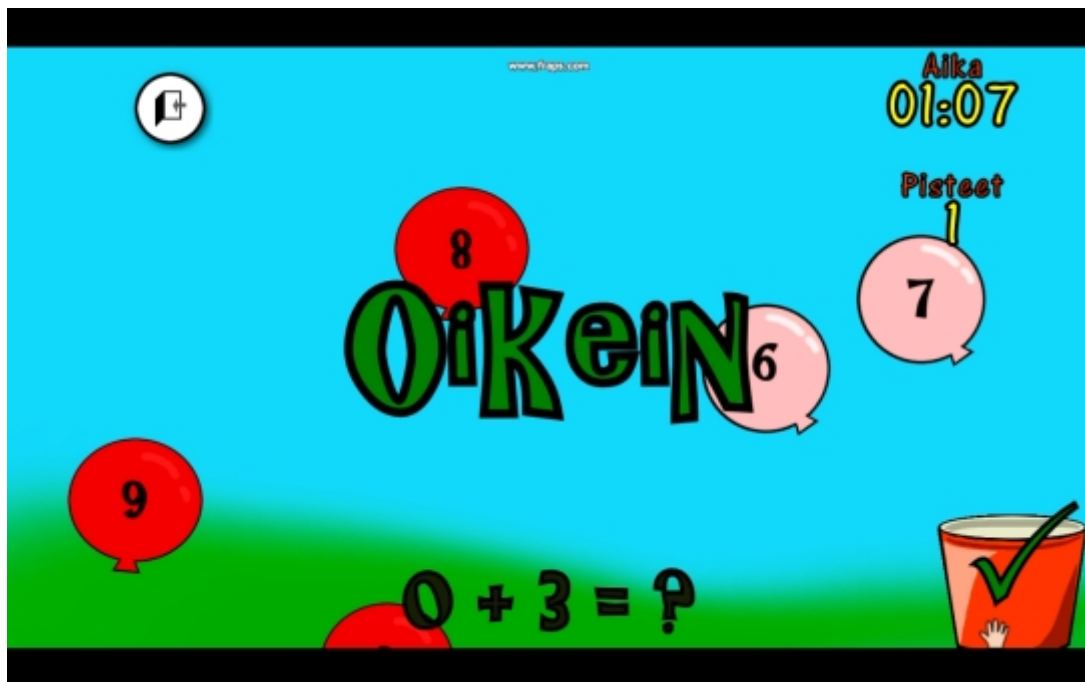 www.fraps.com
Aika
01:07
Pisteet
1
8
7
Oikein
6
9
0 + 3 = ?